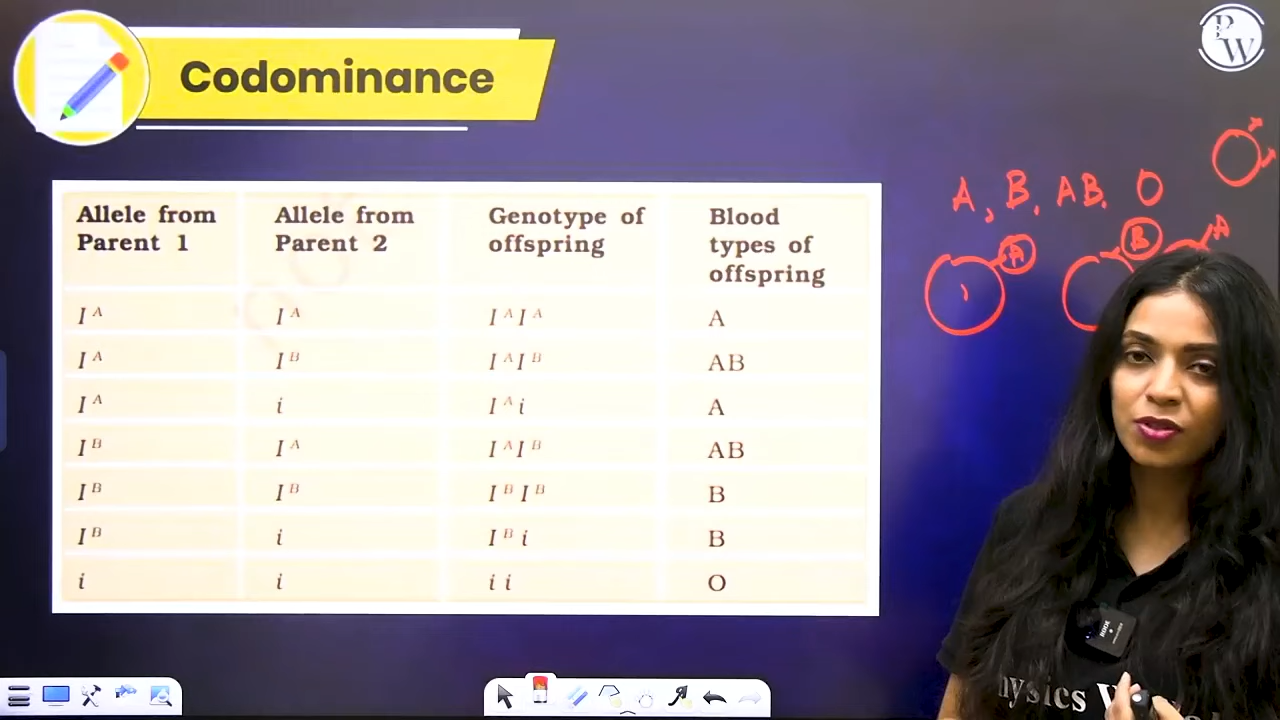 Codominance
PW
A, B, AB, O
A
B
A
Allele from Parent 1 Allele from Parent 2 Genotype of offspring Blood types of offspring
I^A I^A I^A I^A A
I^A I^B I^A I^B AB
I^A i I^A i A
I^B I^A I^A I^B AB
I^B I^B I^B I^B B
I^B i I^B i B
i i i i O